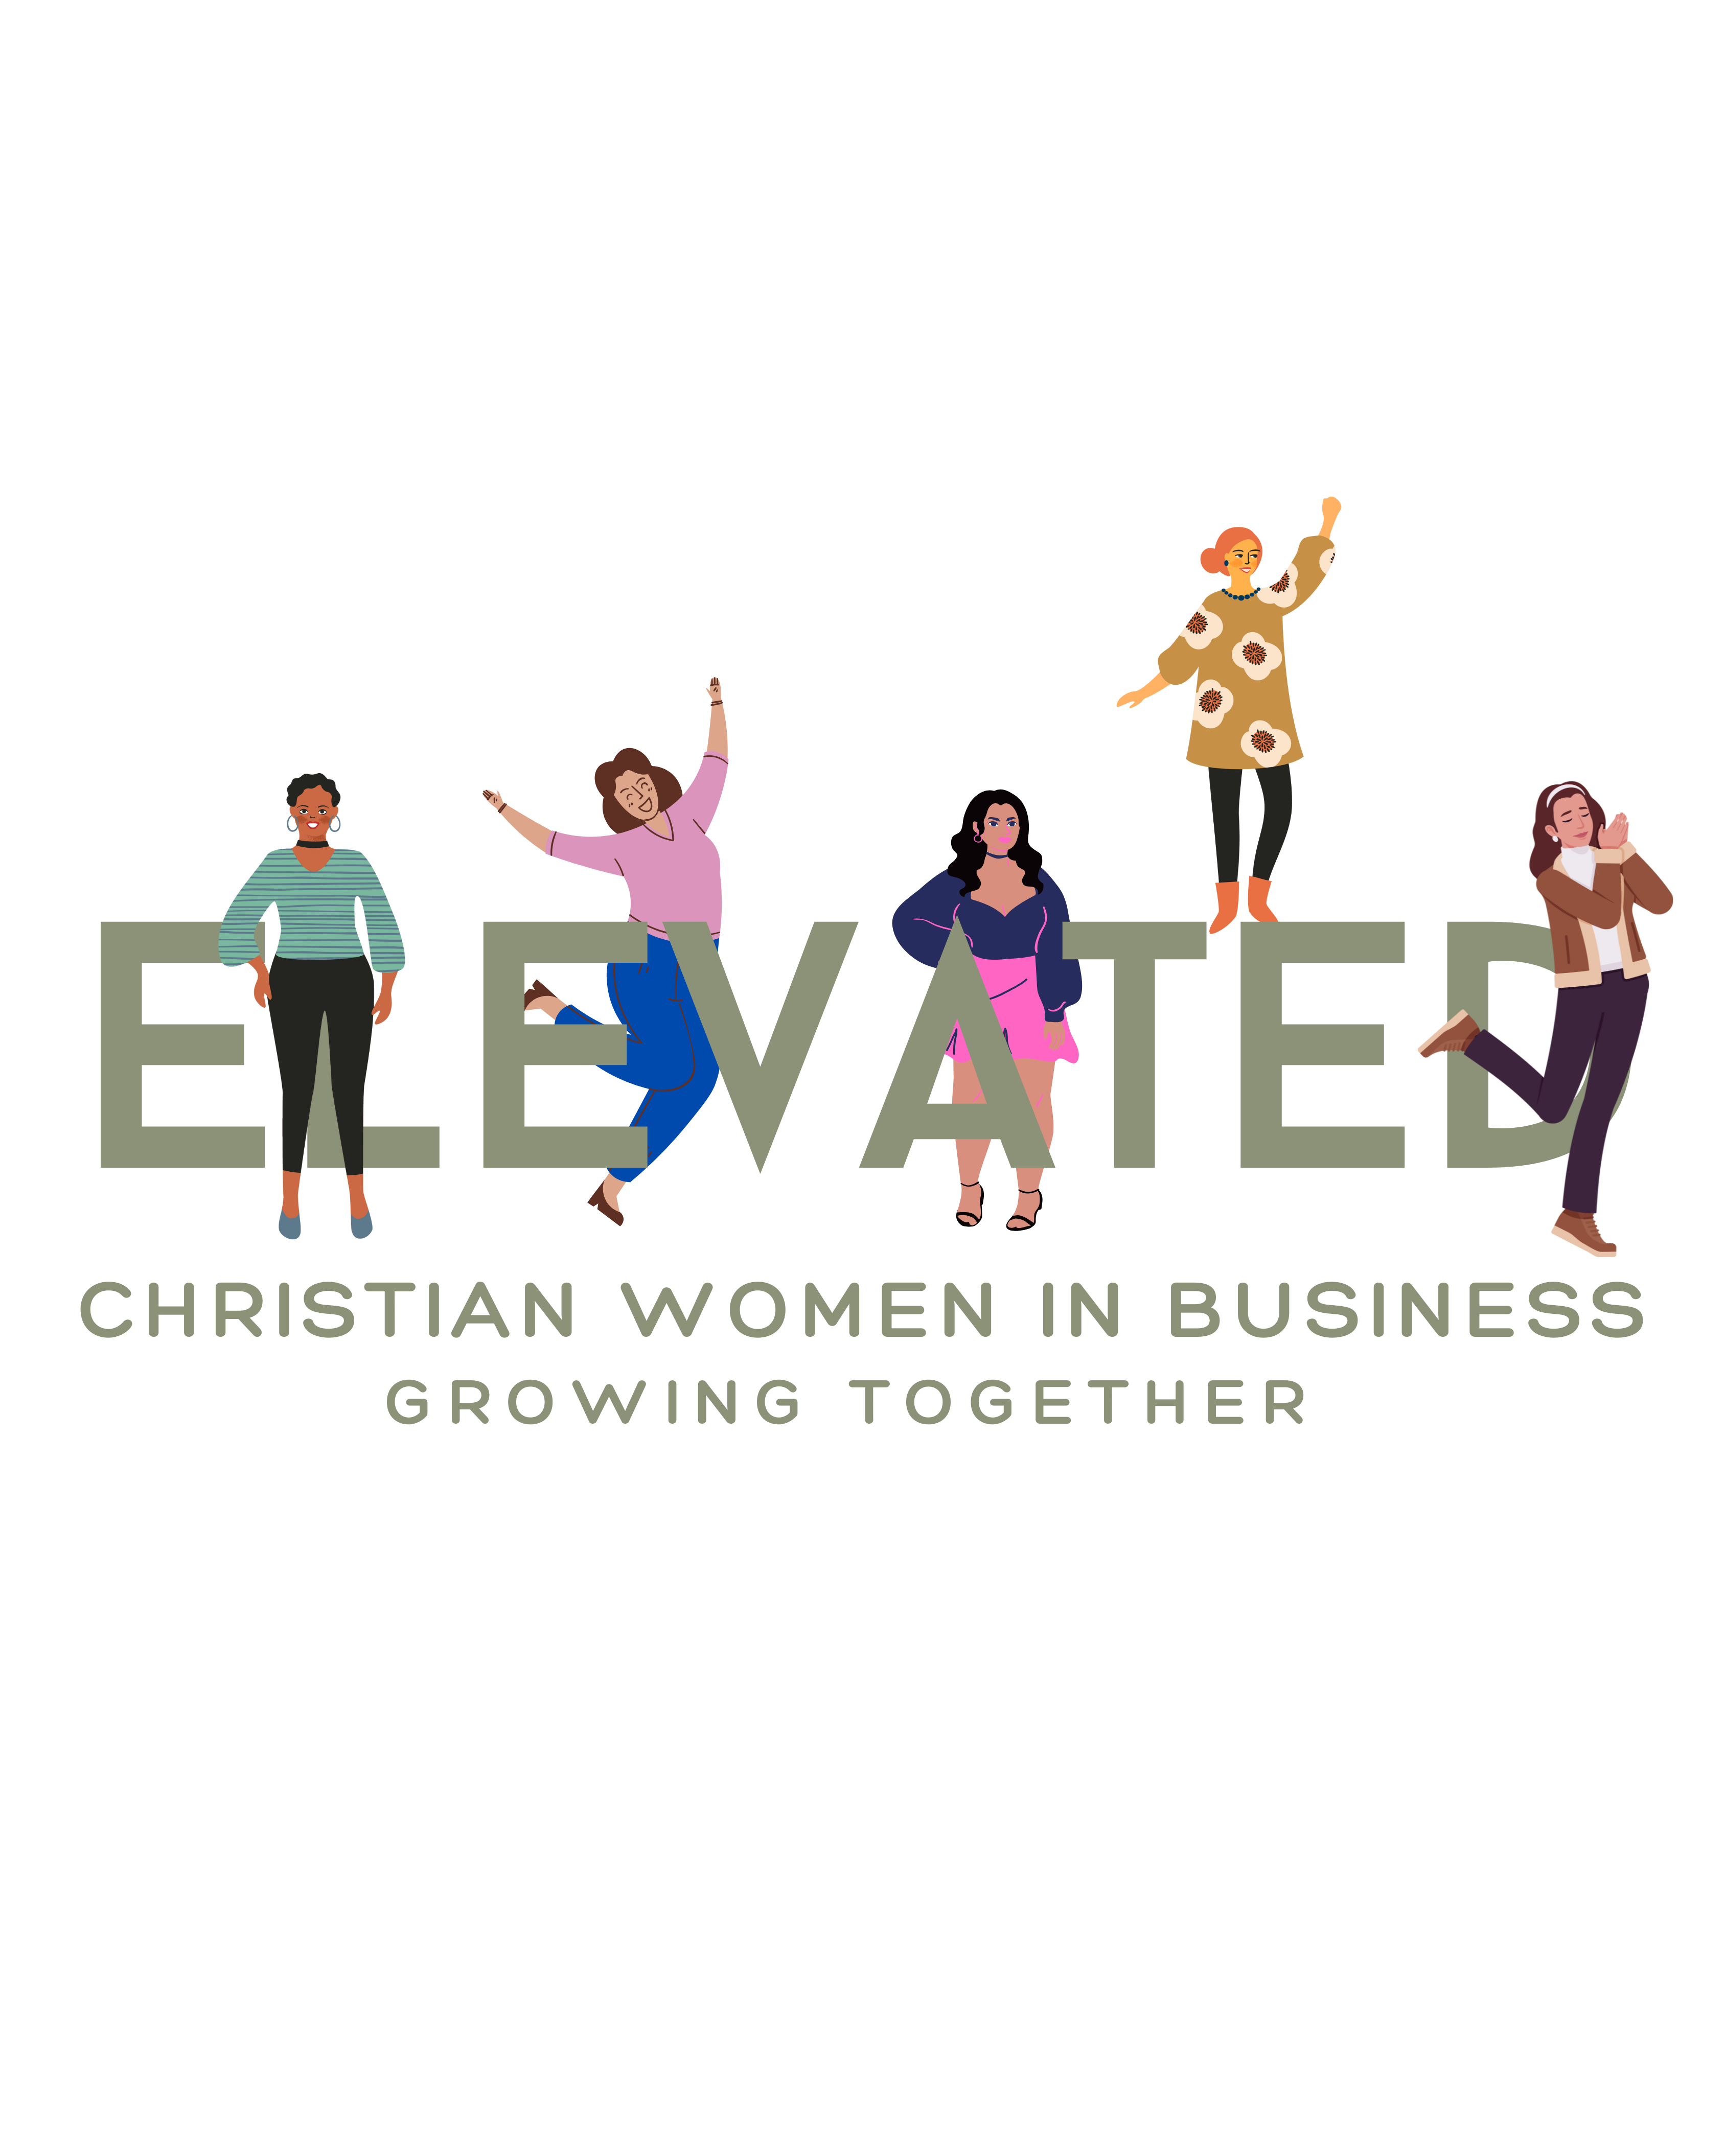 ELEVATED
CHRISTIAN WOMEN IN BUSINESS
GROWING TOGETHER